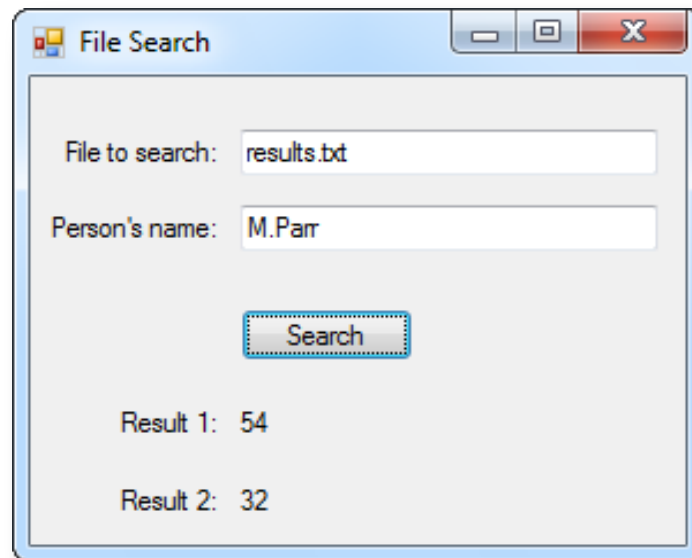 File Search
File to search: results.txt
Person's name: M.Parr
Search
Result 1: 54
Result 2: 32